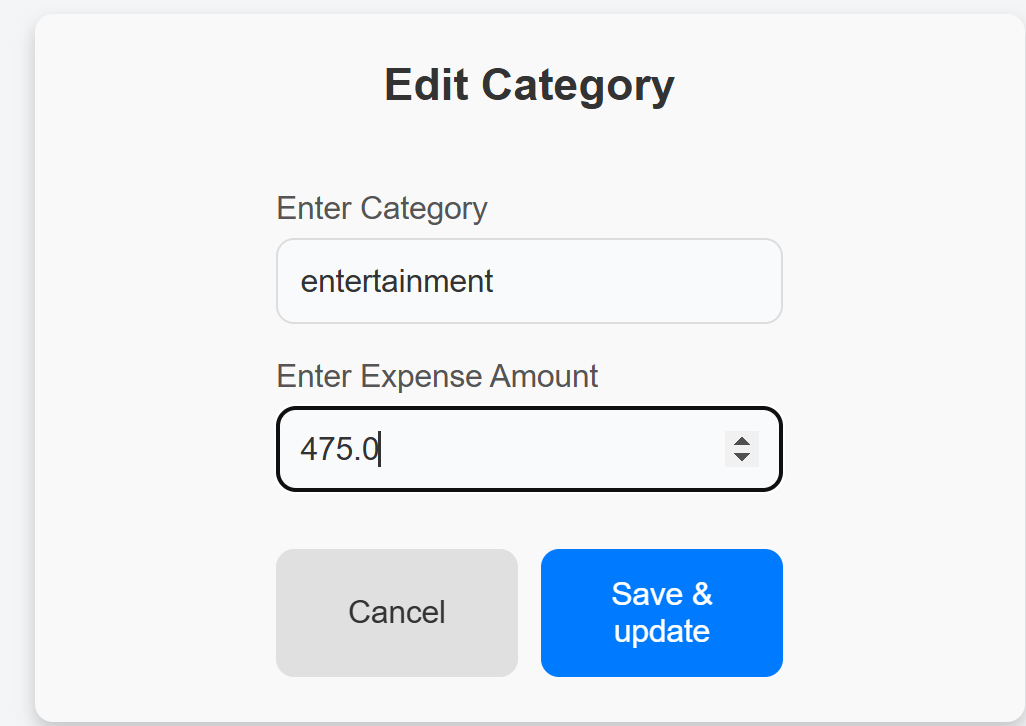 Edit Category
Enter Category
entertainment
Enter Expense Amount
475.0
Cancel
Save &
update